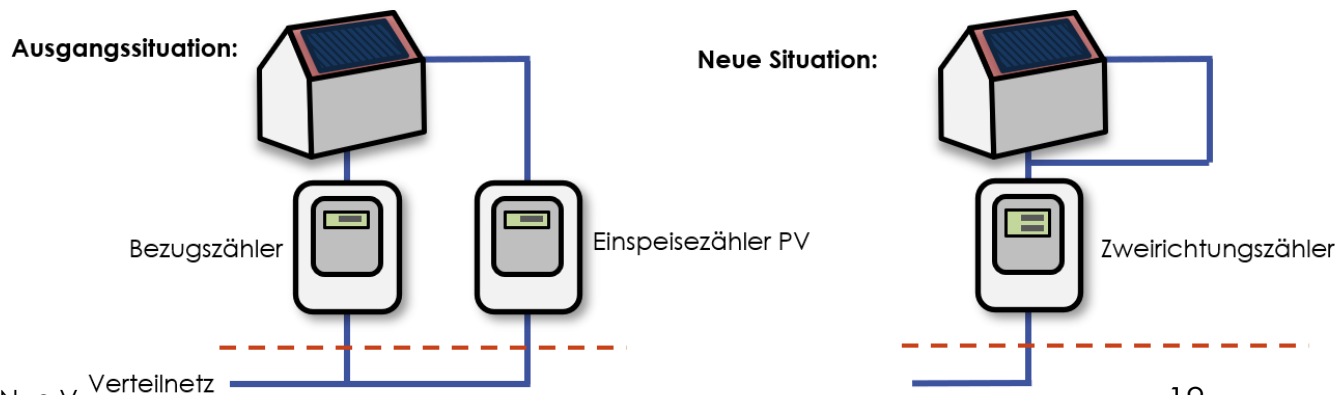 Ausgangssituation:
Neue Situation:
Bezugszähler
Einspeisezähler PV
Zweirichtungszähler
Verteilnetz